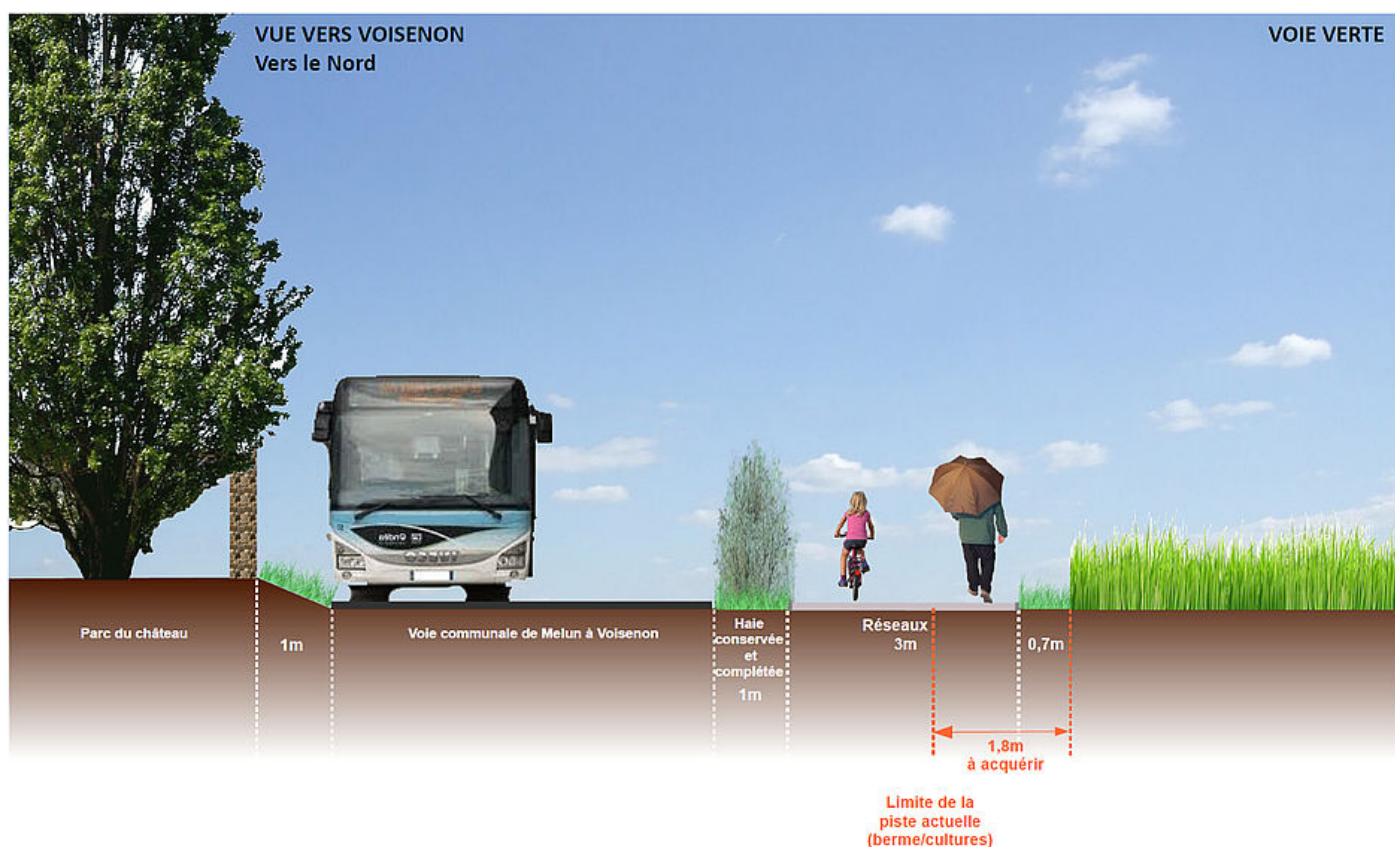 VUE VERS VOISENON
Vers le Nord
VOIE VERTE
Parc du château
1m
Voie communale de Melun à Voisenon
Haie
conservée
et
complétée
1m
Réseaux
3m
0,7m
1,8m
à acquérir
Limite de la
piste actuelle
(berme/cultures)